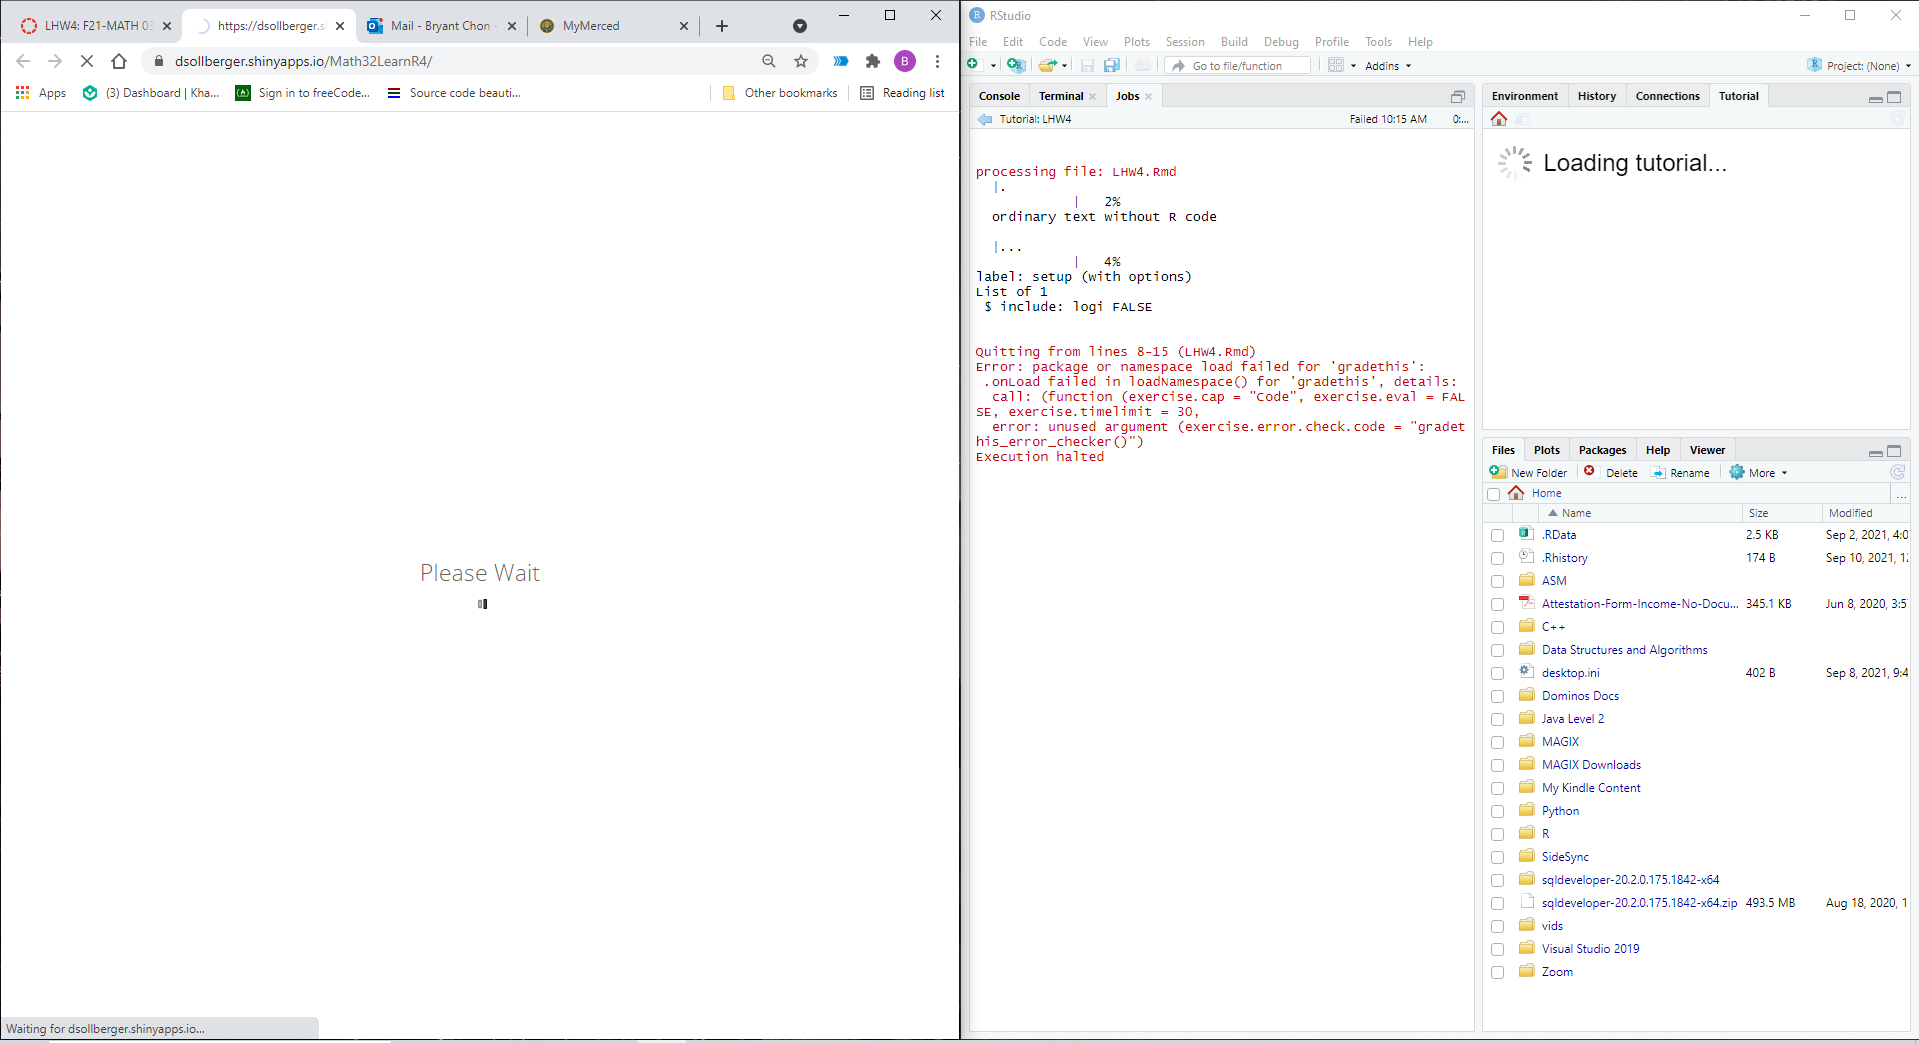 LHW4: F21-MATH 03
https://dsollberger.s
Mail - Bryant Chon -
MyMerced
dsollberger.shinyapps.io/Math32LearnR4/
B
Apps
(3) Dashboard | Kha...
Sign in to freeCode...
Source code beauti...
Other bookmarks
Reading list
Please Wait
Waiting for dsollberger.shinyapps.io...
RStudio
File Edit Code View Plots Session Build Debug Profile Tools Help
Go to file/function
Addins
Project: (None)
Console Terminal Jobs
Tutorial: LHW4
Failed 10:15 AM
0:...
processing file: LHW4.Rmd
|.
| 2%
ordinary text without R code
|...
| 4%
label: setup (with options)
List of 1
$ include: logi FALSE
Quitting from lines 8-15 (LHW4.Rmd)
Error: package or namespace load failed for 'gradethis':
.onLoad failed in loadNamespace() for 'gradethis', details:
call: (function (exercise.cap = "Code", exercise.eval = FAL
SE, exercise.timelimit = 30,
error: unused argument (exercise.error.check.code = "gradet
his_error_checker()")
Execution halted
Environment History Connections Tutorial
Loading tutorial...
Files Plots Packages Help Viewer
New Folder Delete Rename More
Home
...
Name Size Modified
.RData 2.5 KB Sep 2, 2021, 4:0
.Rhistory 174 B Sep 10, 2021, 1
ASM
Attestation-Form-Income-No-Docu... 345.1 KB Jun 8, 2020, 3:5
C++
Data Structures and Algorithms
desktop.ini 402 B Sep 8, 2021, 9:4
Dominos Docs
Java Level 2
MAGIX
MAGIX Downloads
My Kindle Content
Python
R
SideSync
sqldeveloper-20.2.0.175.1842-x64
sqldeveloper-20.2.0.175.1842-x64.zip 493.5 MB Aug 18, 2020, 1
vids
Visual Studio 2019
Zoom